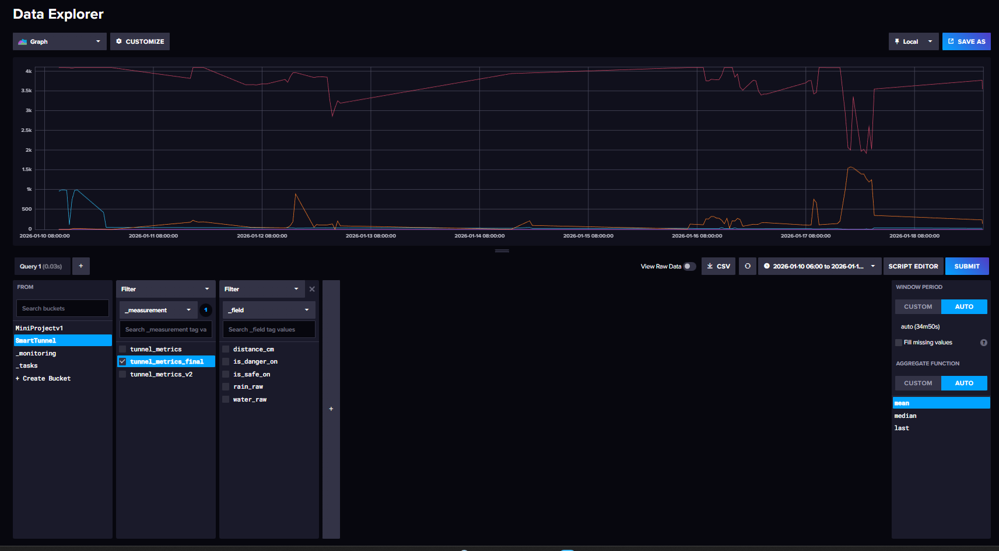 Data Explorer
Graph
CUSTOMIZE
Local
SAVE AS
4k
3.5k
3k
2.5k
2k
1.5k
1k
500
0
2026-01-10 08:00:00
2026-01-11 08:00:00
2026-01-12 08:00:00
2026-01-13 08:00:00
2026-01-14 08:00:00
2026-01-15 08:00:00
2026-01-16 08:00:00
2026-01-17 08:00:00
2026-01-18 08:00:00
Query 1 (0.03s)
+
View Raw Data
CSV
2026-01-10 06:00 to 2026-01-1...
SCRIPT EDITOR
SUBMIT
FROM
Search buckets
MiniProjectv1
SmartTunnel
_monitoring
_tasks
+ Create Bucket
Filter
_measurement
1
Search _measurement tag va
tunnel_metrics
tunnel_metrics_final
tunnel_metrics_v2
Filter
_field
Search _field tag values
distance_cm
is_danger_on
is_safe_on
rain_raw
water_raw
+
WINDOW PERIOD
CUSTOM
AUTO
auto (34m50s)
Fill missing values
?
AGGREGATE FUNCTION
CUSTOM
AUTO
mean
median
last